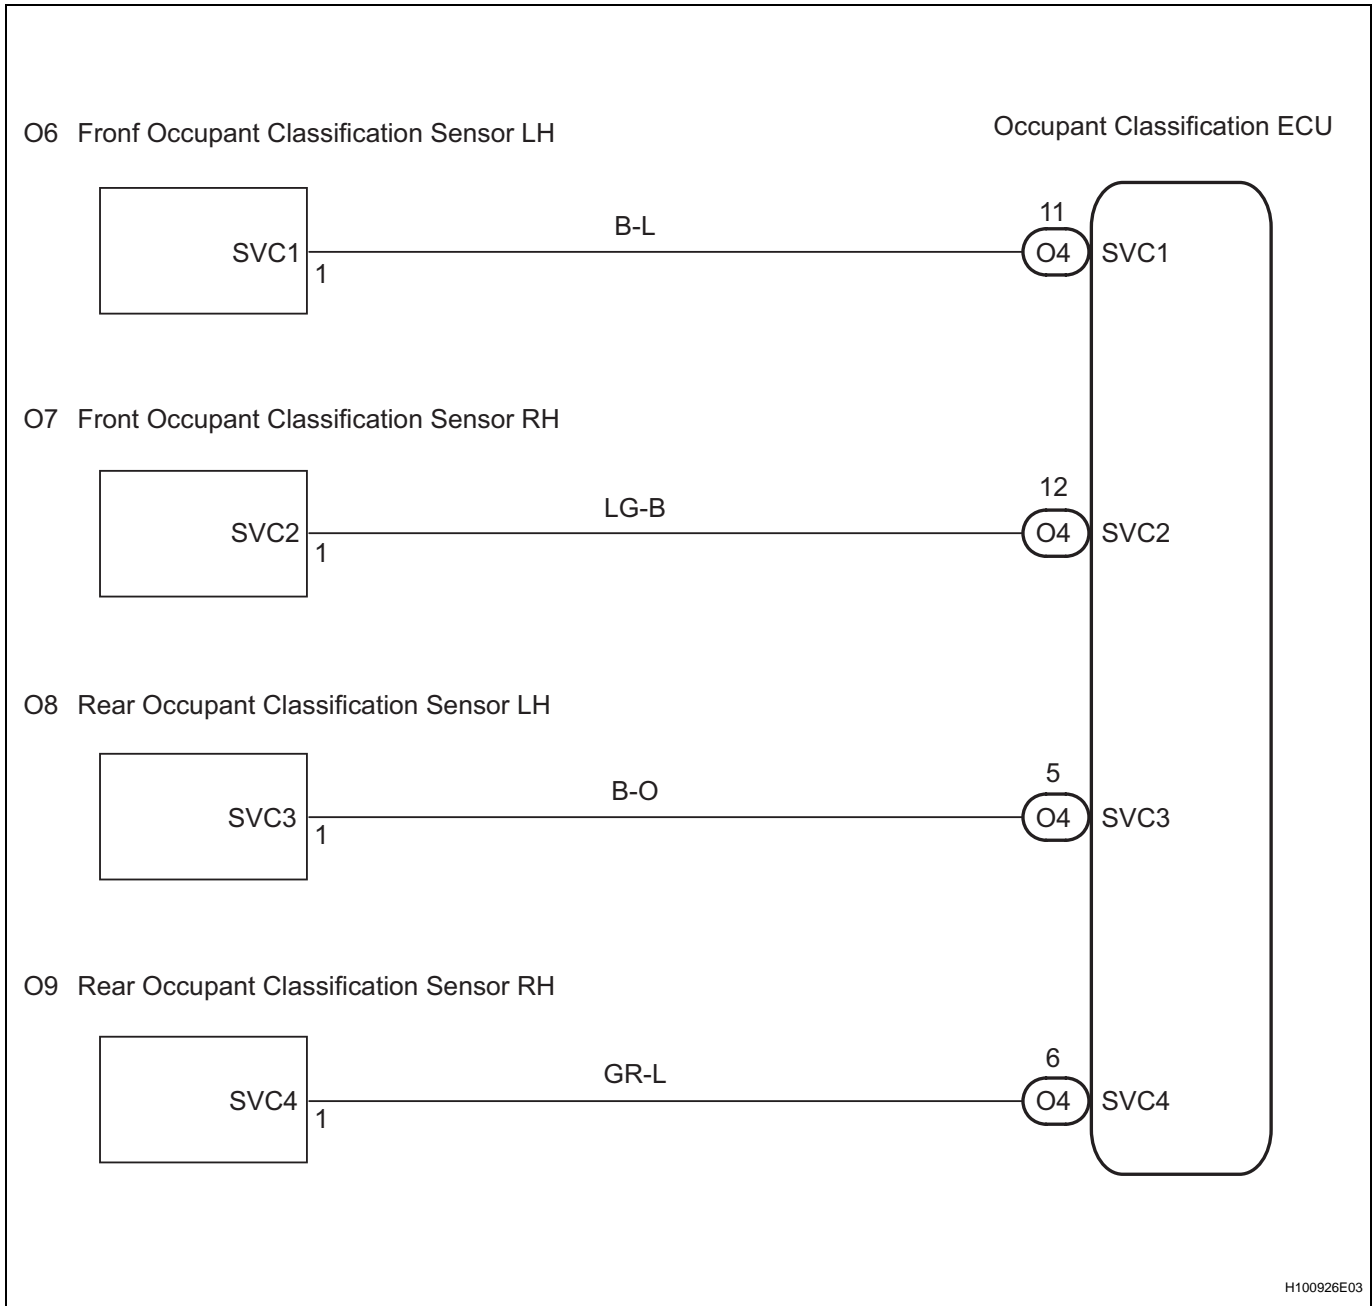 O6 Fronf Occupant Classification Sensor LH
Occupant Classification ECU
SVC1
1
B-L
11
O4
SVC1
O7 Front Occupant Classification Sensor RH
SVC2
1
LG-B
12
O4
SVC2
O8 Rear Occupant Classification Sensor LH
SVC3
1
B-O
5
O4
SVC3
O9 Rear Occupant Classification Sensor RH
SVC4
1
GR-L
6
O4
SVC4
H100926E03